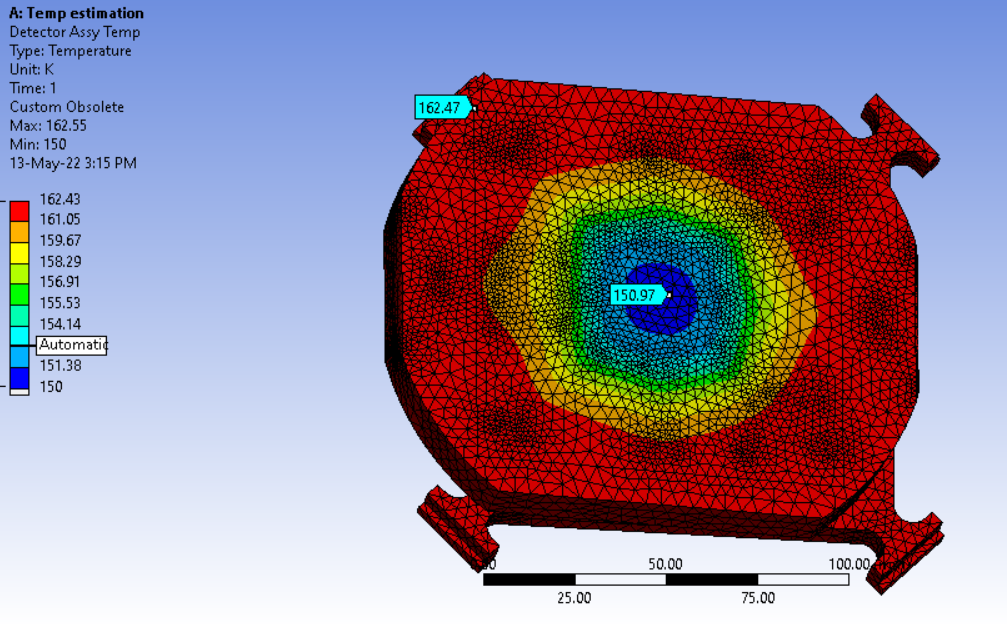 A: Temp estimation
Detector Assy Temp
Type: Temperature
Unit: K
Time: 1
Custom Obsolete
Max: 162.55
Min: 150
13-May-22 3:15 PM
162.43
161.05
159.67
158.29
156.91
155.53
154.14
Automatic
151.38
150
162.47
150.97
50.00
100.00
25.00
75.00